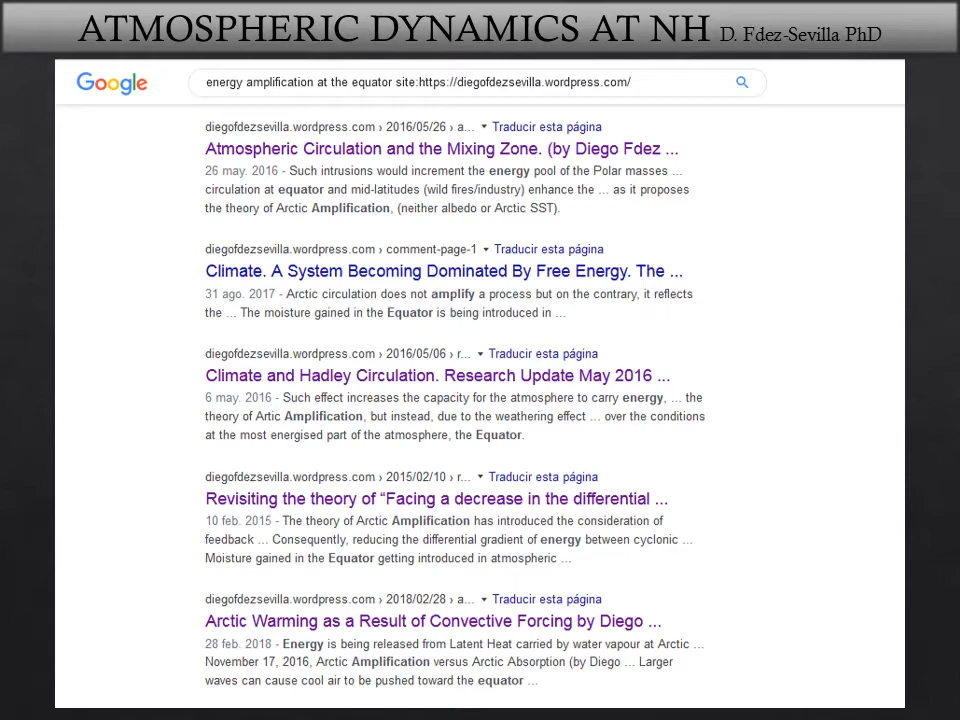 ATMOSPHERIC DYNAMICS AT NH D. Fdez-Sevilla PhD
Google energy amplification at the equator site:https://diegofdezsevilla.wordpress.com/
diegofdezsevilla.wordpress.com › 2016/05/26 › a... ▾ Traducir esta página
Atmospheric Circulation and the Mixing Zone. (by Diego Fdez ...
26 may. 2016 - Such intrusions would increment the energy pool of the Polar masses ...
circulation at equator and mid-latitudes (wild fires/industry) enhance the ... as it proposes
the theory of Arctic Amplification, (neither albedo or Arctic SST).
diegofdezsevilla.wordpress.com › comment-page-1 ▾ Traducir esta página
Climate. A System Becoming Dominated By Free Energy. The ...
31 ago. 2017 - Arctic circulation does not amplify a process but on the contrary, it reflects
the ... The moisture gained in the Equator is being introduced in ...
diegofdezsevilla.wordpress.com › 2016/05/06 › r... ▾ Traducir esta página
Climate and Hadley Circulation. Research Update May 2016 ...
6 may. 2016 - Such effect increases the capacity for the atmosphere to carry energy, ... the
theory of Artic Amplification, but instead, due to the weathering effect ... over the conditions
at the most energised part of the atmosphere, the Equator.
diegofdezsevilla.wordpress.com › 2015/02/10 › r... ▾ Traducir esta página
Revisiting the theory of “Facing a decrease in the differential ...
10 feb. 2015 - The theory of Arctic Amplification has introduced the consideration of
feedback ... Consequently, reducing the differential gradient of energy between cyclonic ...
Moisture gained in the Equator getting introduced in atmospheric ...
diegofdezsevilla.wordpress.com › 2018/02/28 › a... ▾ Traducir esta página
Arctic Warming as a Result of Convective Forcing by Diego ...
28 feb. 2018 - Energy is being released from Latent Heat carried by water vapour at Arctic ...
November 17, 2016, Arctic Amplification versus Arctic Absorption (by Diego ... Larger
waves can cause cool air to be pushed toward the equator ...